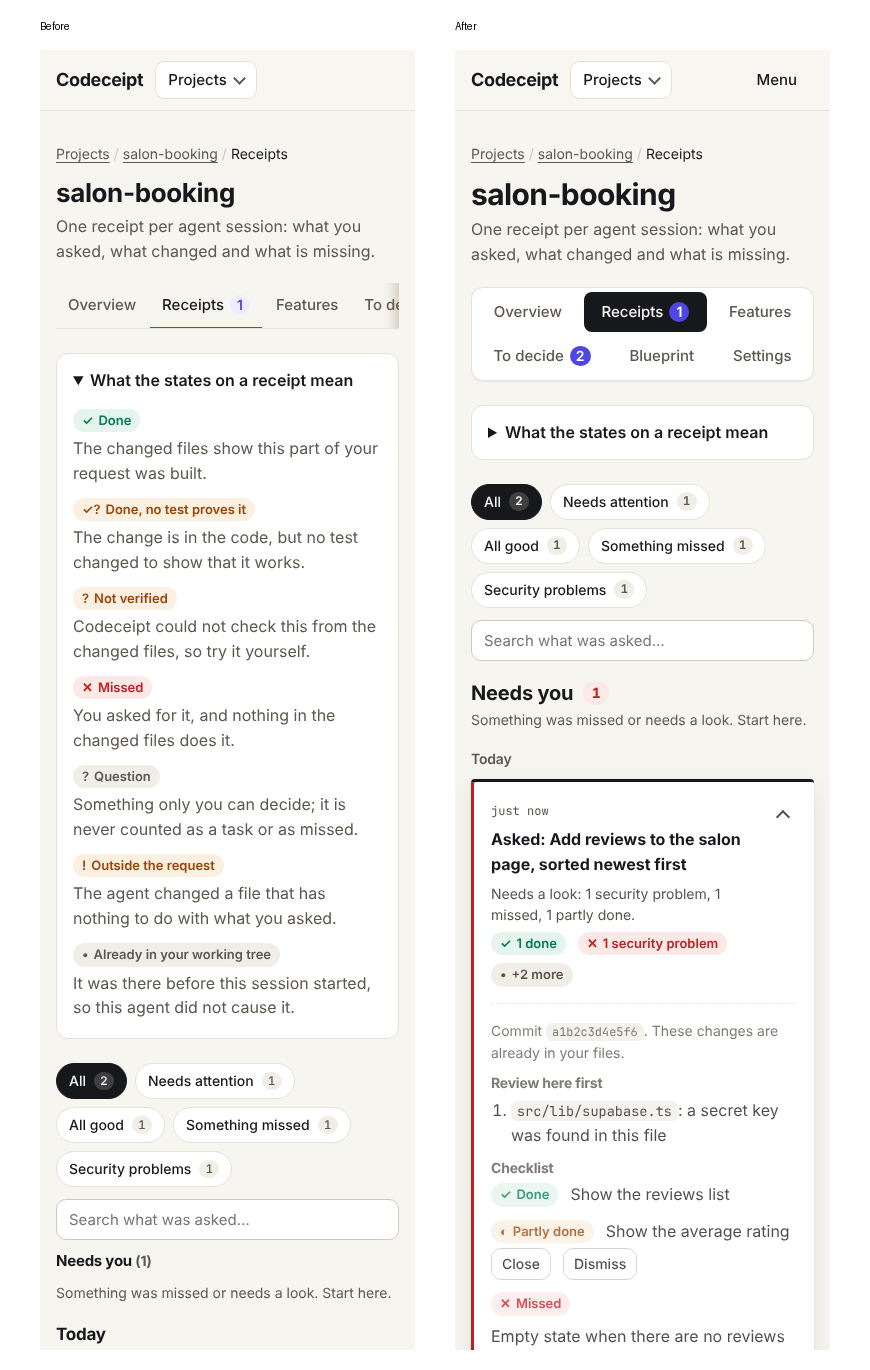 Before
Codeceipt Projects
Projects / salon-booking / Receipts
salon-booking
One receipt per agent session: what you
asked, what changed and what is missing.
Overview Receipts 1 Features To de
▼ What the states on a receipt mean
✓ Done
The changed files show this part of your
request was built.
✓? Done, no test proves it
The change is in the code, but no test
changed to show that it works.
? Not verified
Codeceipt could not check this from the
changed files, so try it yourself.
✕ Missed
You asked for it, and nothing in the
changed files does it.
? Question
Something only you can decide; it is
never counted as a task or as missed.
! Outside the request
The agent changed a file that has
nothing to do with what you asked.
• Already in your working tree
It was there before this session started,
so this agent did not cause it.
All 2 Needs attention 1
All good 1 Something missed 1
Security problems 1
Search what was asked...
Needs you (1)
Something was missed or needs a look. Start here.
Today
After
Codeceipt Projects Menu
Projects / salon-booking / Receipts
salon-booking
One receipt per agent session: what you
asked, what changed and what is missing.
Overview Receipts 1 Features
To decide 2 Blueprint Settings
▶ What the states on a receipt mean
All 2 Needs attention 1
All good 1 Something missed 1
Security problems 1
Search what was asked...
Needs you 1
Something was missed or needs a look. Start here.
Today
just now
Asked: Add reviews to the salon
page, sorted newest first
Needs a look: 1 security problem, 1
missed, 1 partly done.
✓ 1 done ✕ 1 security problem
• +2 more
Commit a1b2c3d4e5f6. These changes are
already in your files.
Review here first
1. src/lib/supabase.ts: a secret key
was found in this file
Checklist
✓ Done Show the reviews list
Partly done Show the average rating
Close Dismiss
✕ Missed
Empty state when there are no reviews